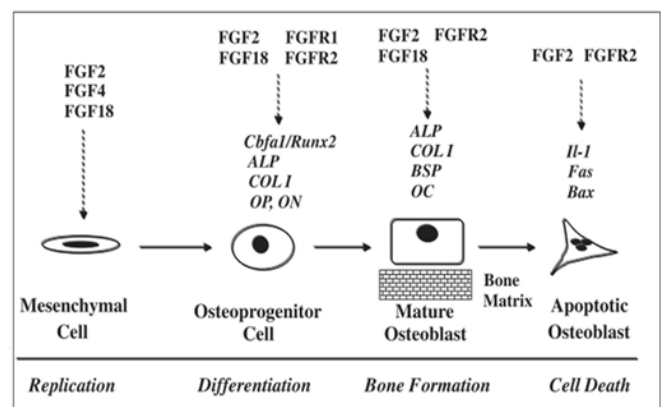 FGF2
FGF4
FGF18
FGF2 FGFR1
FGF18 FGFR2
Cbfa1/Runx2
ALP
COL I
OP, ON
FGF2 FGFR2
FGF18
ALP
COL I
BSP
OC
FGF2 FGFR2
Il-1
Fas
Bax
Mesenchymal
Cell
Osteoprogenitor
Cell
Mature
Osteoblast
Bone
Matrix
Apoptotic
Osteoblast
Replication
Differentiation
Bone Formation
Cell Death